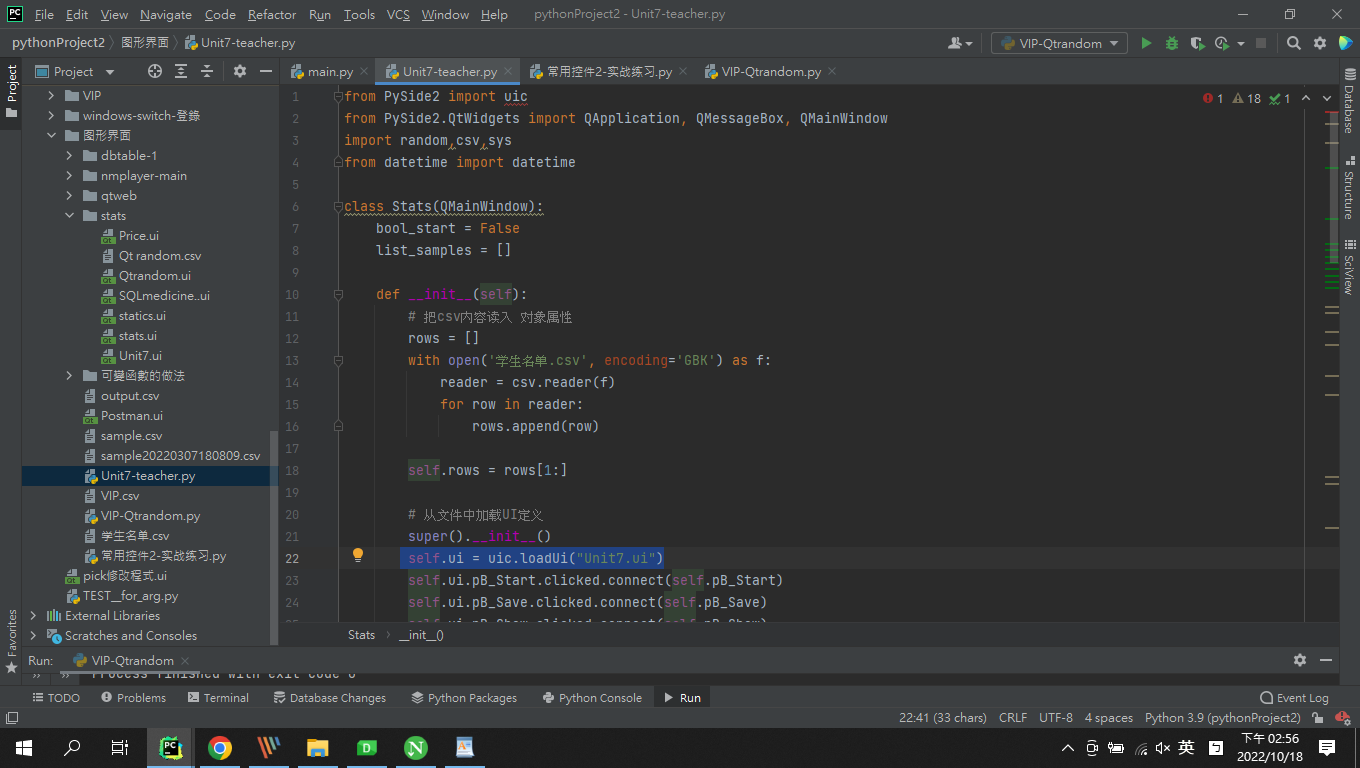 PC File Edit View Navigate Code Refactor Run Tools VCS Window Help pythonProject2 - Unit7-teacher.py
pythonProject2 图形界面 Unit7-teacher.py VIP-Qtrandom
Project
main.py
Unit7-teacher.py
常用控件2-实战练习.py
VIP-Qtrandom.py
Project
Favorites
Database
Structure
SciView
VIP
windows-switch-登錄
图形界面
dbtable-1
nmplayer-main
qtweb
stats
Price.ui
Qt random.csv
Qtrandom.ui
SQLmedicine..ui
statics.ui
stats.ui
Unit7.ui
可變函數的做法
output.csv
Postman.ui
sample.csv
sample20220307180809.csv
Unit7-teacher.py
VIP.csv
VIP-Qtrandom.py
学生名单.csv
常用控件2-实战练习.py
pick修改程式.ui
TEST__for_arg.py
External Libraries
Scratches and Consoles
1 18 1
1 from PySide2 import uic
2 from PySide2.QtWidgets import QApplication, QMessageBox, QMainWindow
3 import random,csv,sys
4 from datetime import datetime
5
6 class Stats(QMainWindow):
7 bool_start = False
8 list_samples = []
9
10 def __init__(self):
11 # 把csv内容读入 对象属性
12 rows = []
13 with open('学生名单.csv', encoding='GBK') as f:
14 reader = csv.reader(f)
15 for row in reader:
16 rows.append(row)
17
18 self.rows = rows[1:]
19
20 # 从文件中加载UI定义
21 super().__init__()
22 self.ui = uic.loadUi("Unit7.ui")
23 self.ui.pB_Start.clicked.connect(self.pB_Start)
24 self.ui.pB_Save.clicked.connect(self.pB_Save)
Stats __init__()
Run: VIP-Qtrandom
Process finished with exit code 0
TODO Problems Terminal Database Changes Python Packages Python Console Run Event Log
22:41 (33 chars) CRLF UTF-8 4 spaces Python 3.9 (pythonProject2)
英
下午 02:56
2022/10/18